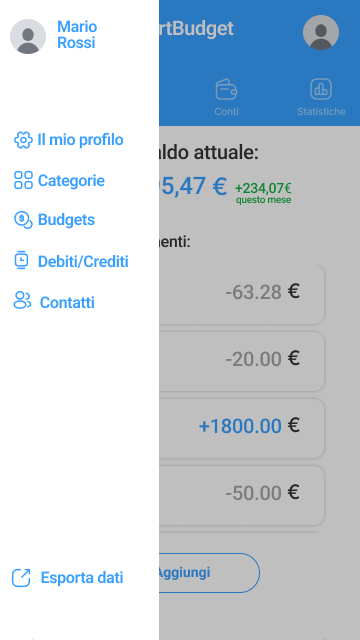 Mario
Rossi
Il mio profilo
Categorie
Budgets
Debiti/Crediti
Contatti
Esporta dati
rtBudget
Conti
Statistiche
ldo attuale:
5,47 €
+234,07€
questo mese
enti:
-63.28 €
-20.00 €
+1800.00 €
-50.00 €
Aggiungi